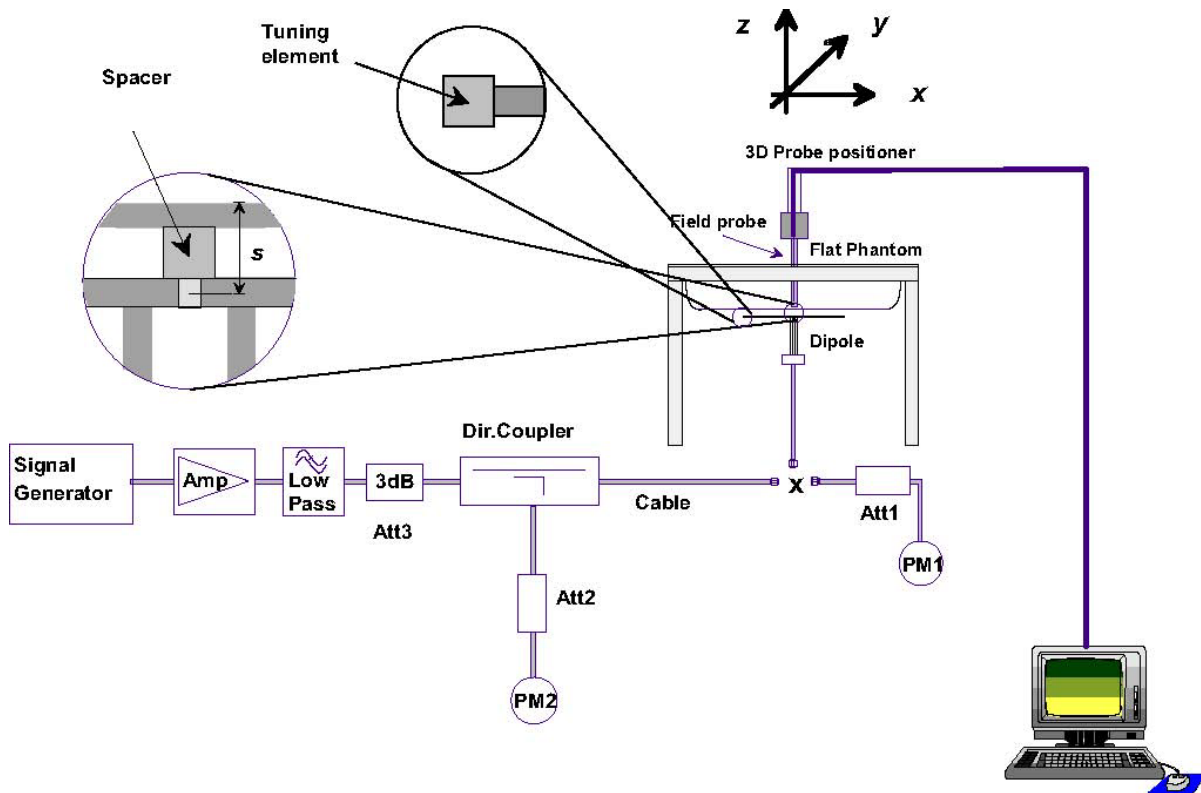 Tuning
element
Spacer
z
y
x
3D Probe positioner
Field probe
Flat Phantom
s
Dipole
Dir.Coupler
Signal
Generator
Amp
Low
Pass
3dB
Att3
Cable
x
Att1
PM1
Att2
PM2